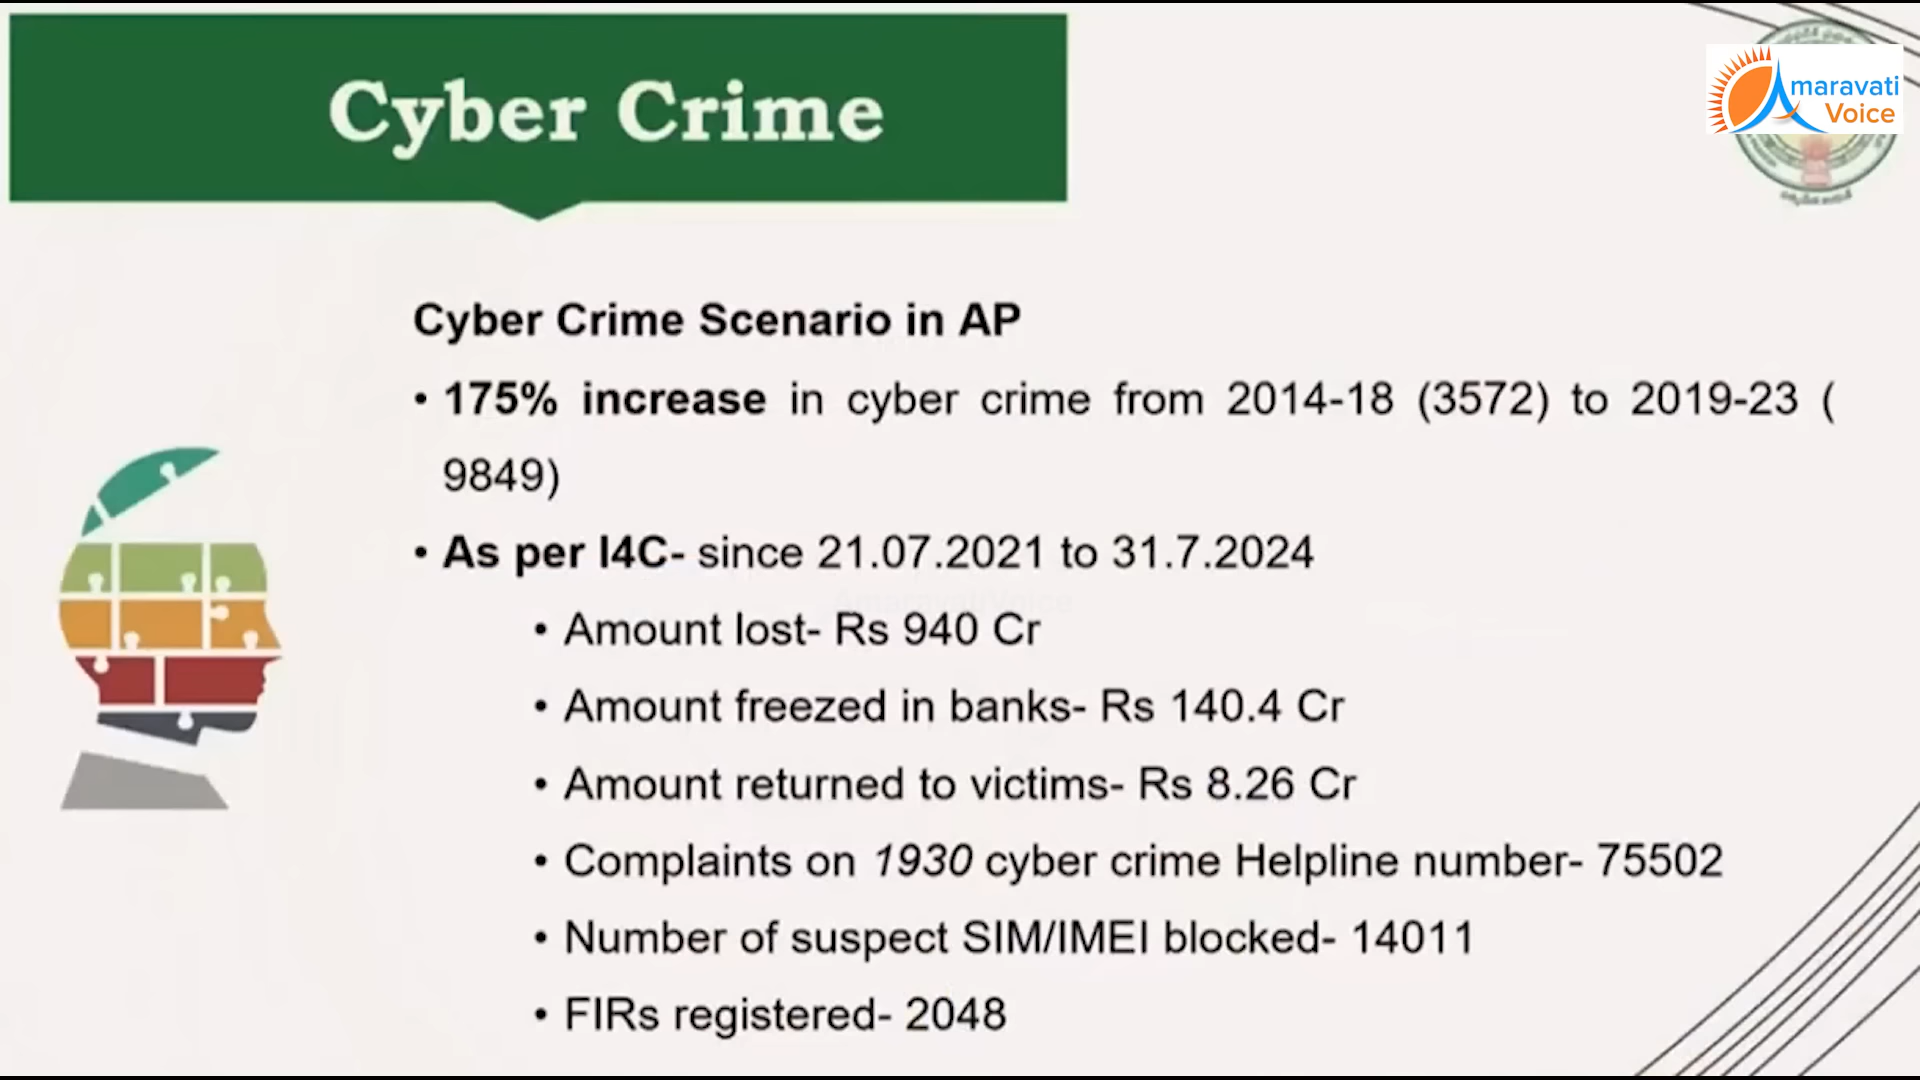 Cyber Crime
maravati
Voice
Cyber Crime Scenario in AP
• 175% increase in cyber crime from 2014-18 (3572) to 2019-23 (
9849)
• As per I4C- since 21.07.2021 to 31.7.2024
• Amount lost- Rs 940 Cr
• Amount freezed in banks- Rs 140.4 Cr
• Amount returned to victims- Rs 8.26 Cr
• Complaints on 1930 cyber crime Helpline number- 75502
• Number of suspect SIM/IMEI blocked- 14011
• FIRs registered- 2048